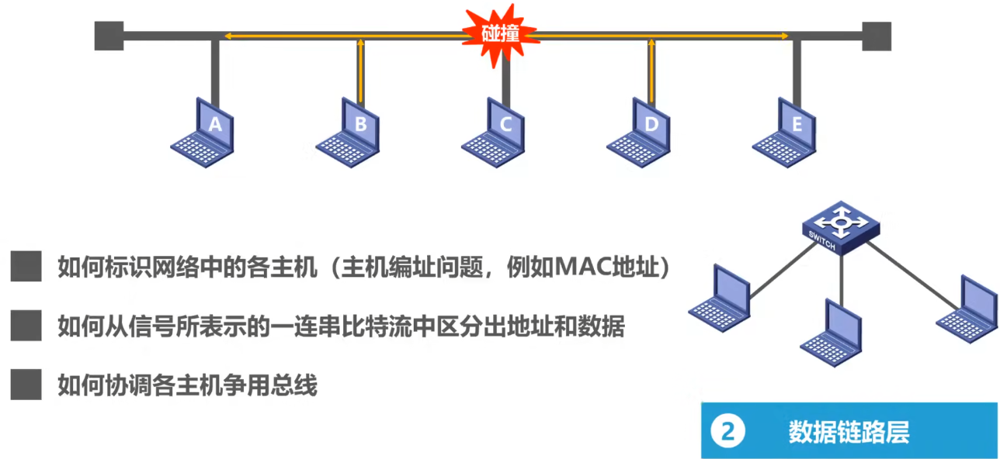 碰撞
A
B
C
D
E
SWITCH
如何标识网络中的各主机（主机编址问题，例如MAC地址）
如何从信号所表示的一连串比特流中区分出地址和数据
如何协调各主机争用总线
2 数据链路层